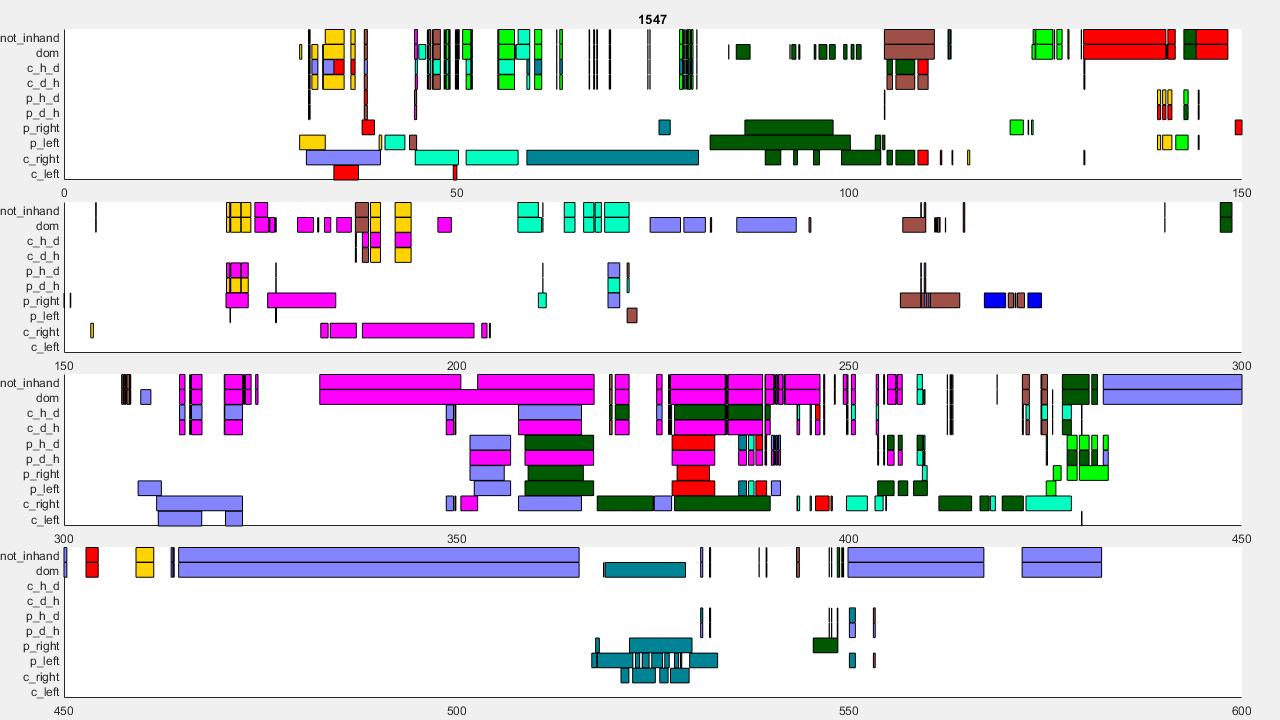 1547
not_inhand
dom
c_h_d
c_d_h
p_h_d
p_d_h
p_right
p_left
c_right
c_left
0 50 100 150
not_inhand
dom
c_h_d
c_d_h
p_h_d
p_d_h
p_right
p_left
c_right
c_left
150 200 250 300
not_inhand
dom
c_h_d
c_d_h
p_h_d
p_d_h
p_right
p_left
c_right
c_left
300 350 400 450
not_inhand
dom
c_h_d
c_d_h
p_h_d
p_d_h
p_right
p_left
c_right
c_left
450 500 550 600